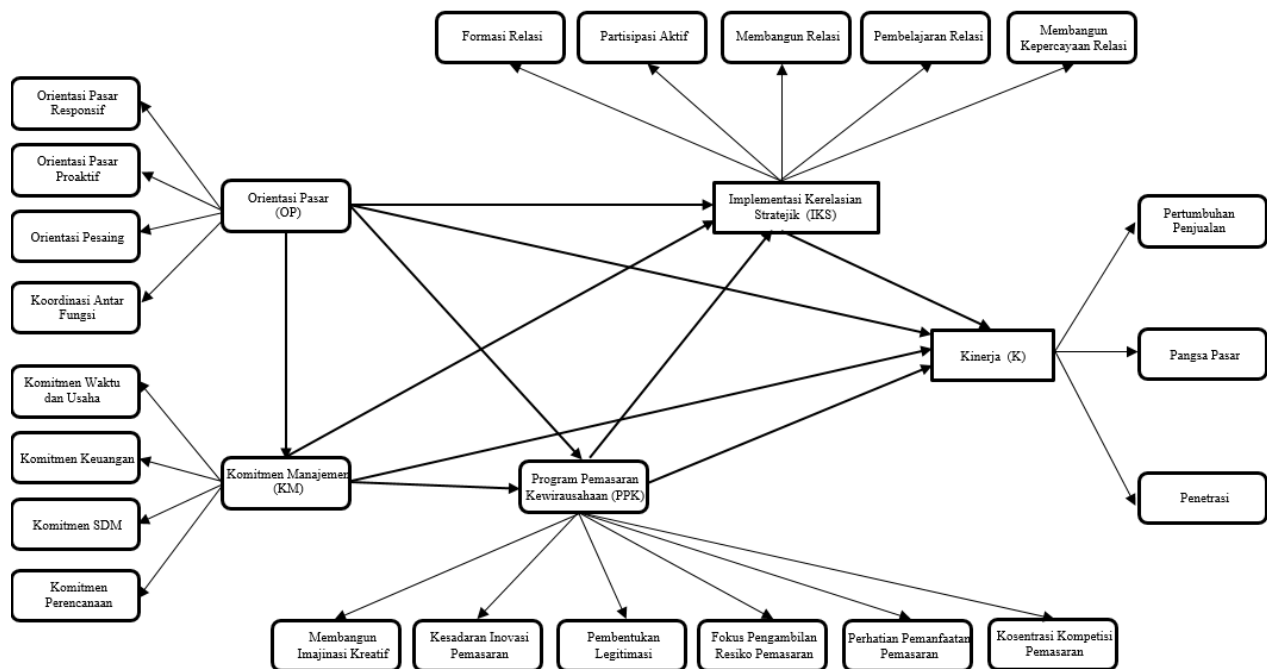 Formasi Relasi
Partisipasi Aktif
Membangun Relasi
Pembelajaran Relasi
Membangun
Kepercayaan Relasi
Orientasi Pasar
Responsif
Orientasi Pasar
Proaktif
Orientasi Pesaing
Koordinasi Antar
Fungsi
Orientasi Pasar
(OP)
Implementasi Kerelasian
Stratejik (IKS)
Pertumbuhan
Penjualan
Kinerja (K)
Pangsa Pasar
Penetrasi
Komitmen Waktu
dan Usaha
Komitmen Keuangan
Komitmen SDM
Komitmen
Perencanaan
Komitmen Manajemen
(KM)
Program Pemasaran
Kewirausahaan (PPK)
Membangun
Imajinasi Kreatif
Kesadaran Inovasi
Pemasaran
Pembentukan
Legitimasi
Fokus Pengambilan
Resiko Pemasaran
Perhatian Pemanfaatan
Pemasaran
Kosentrasi Kompetisi
Pemasaran